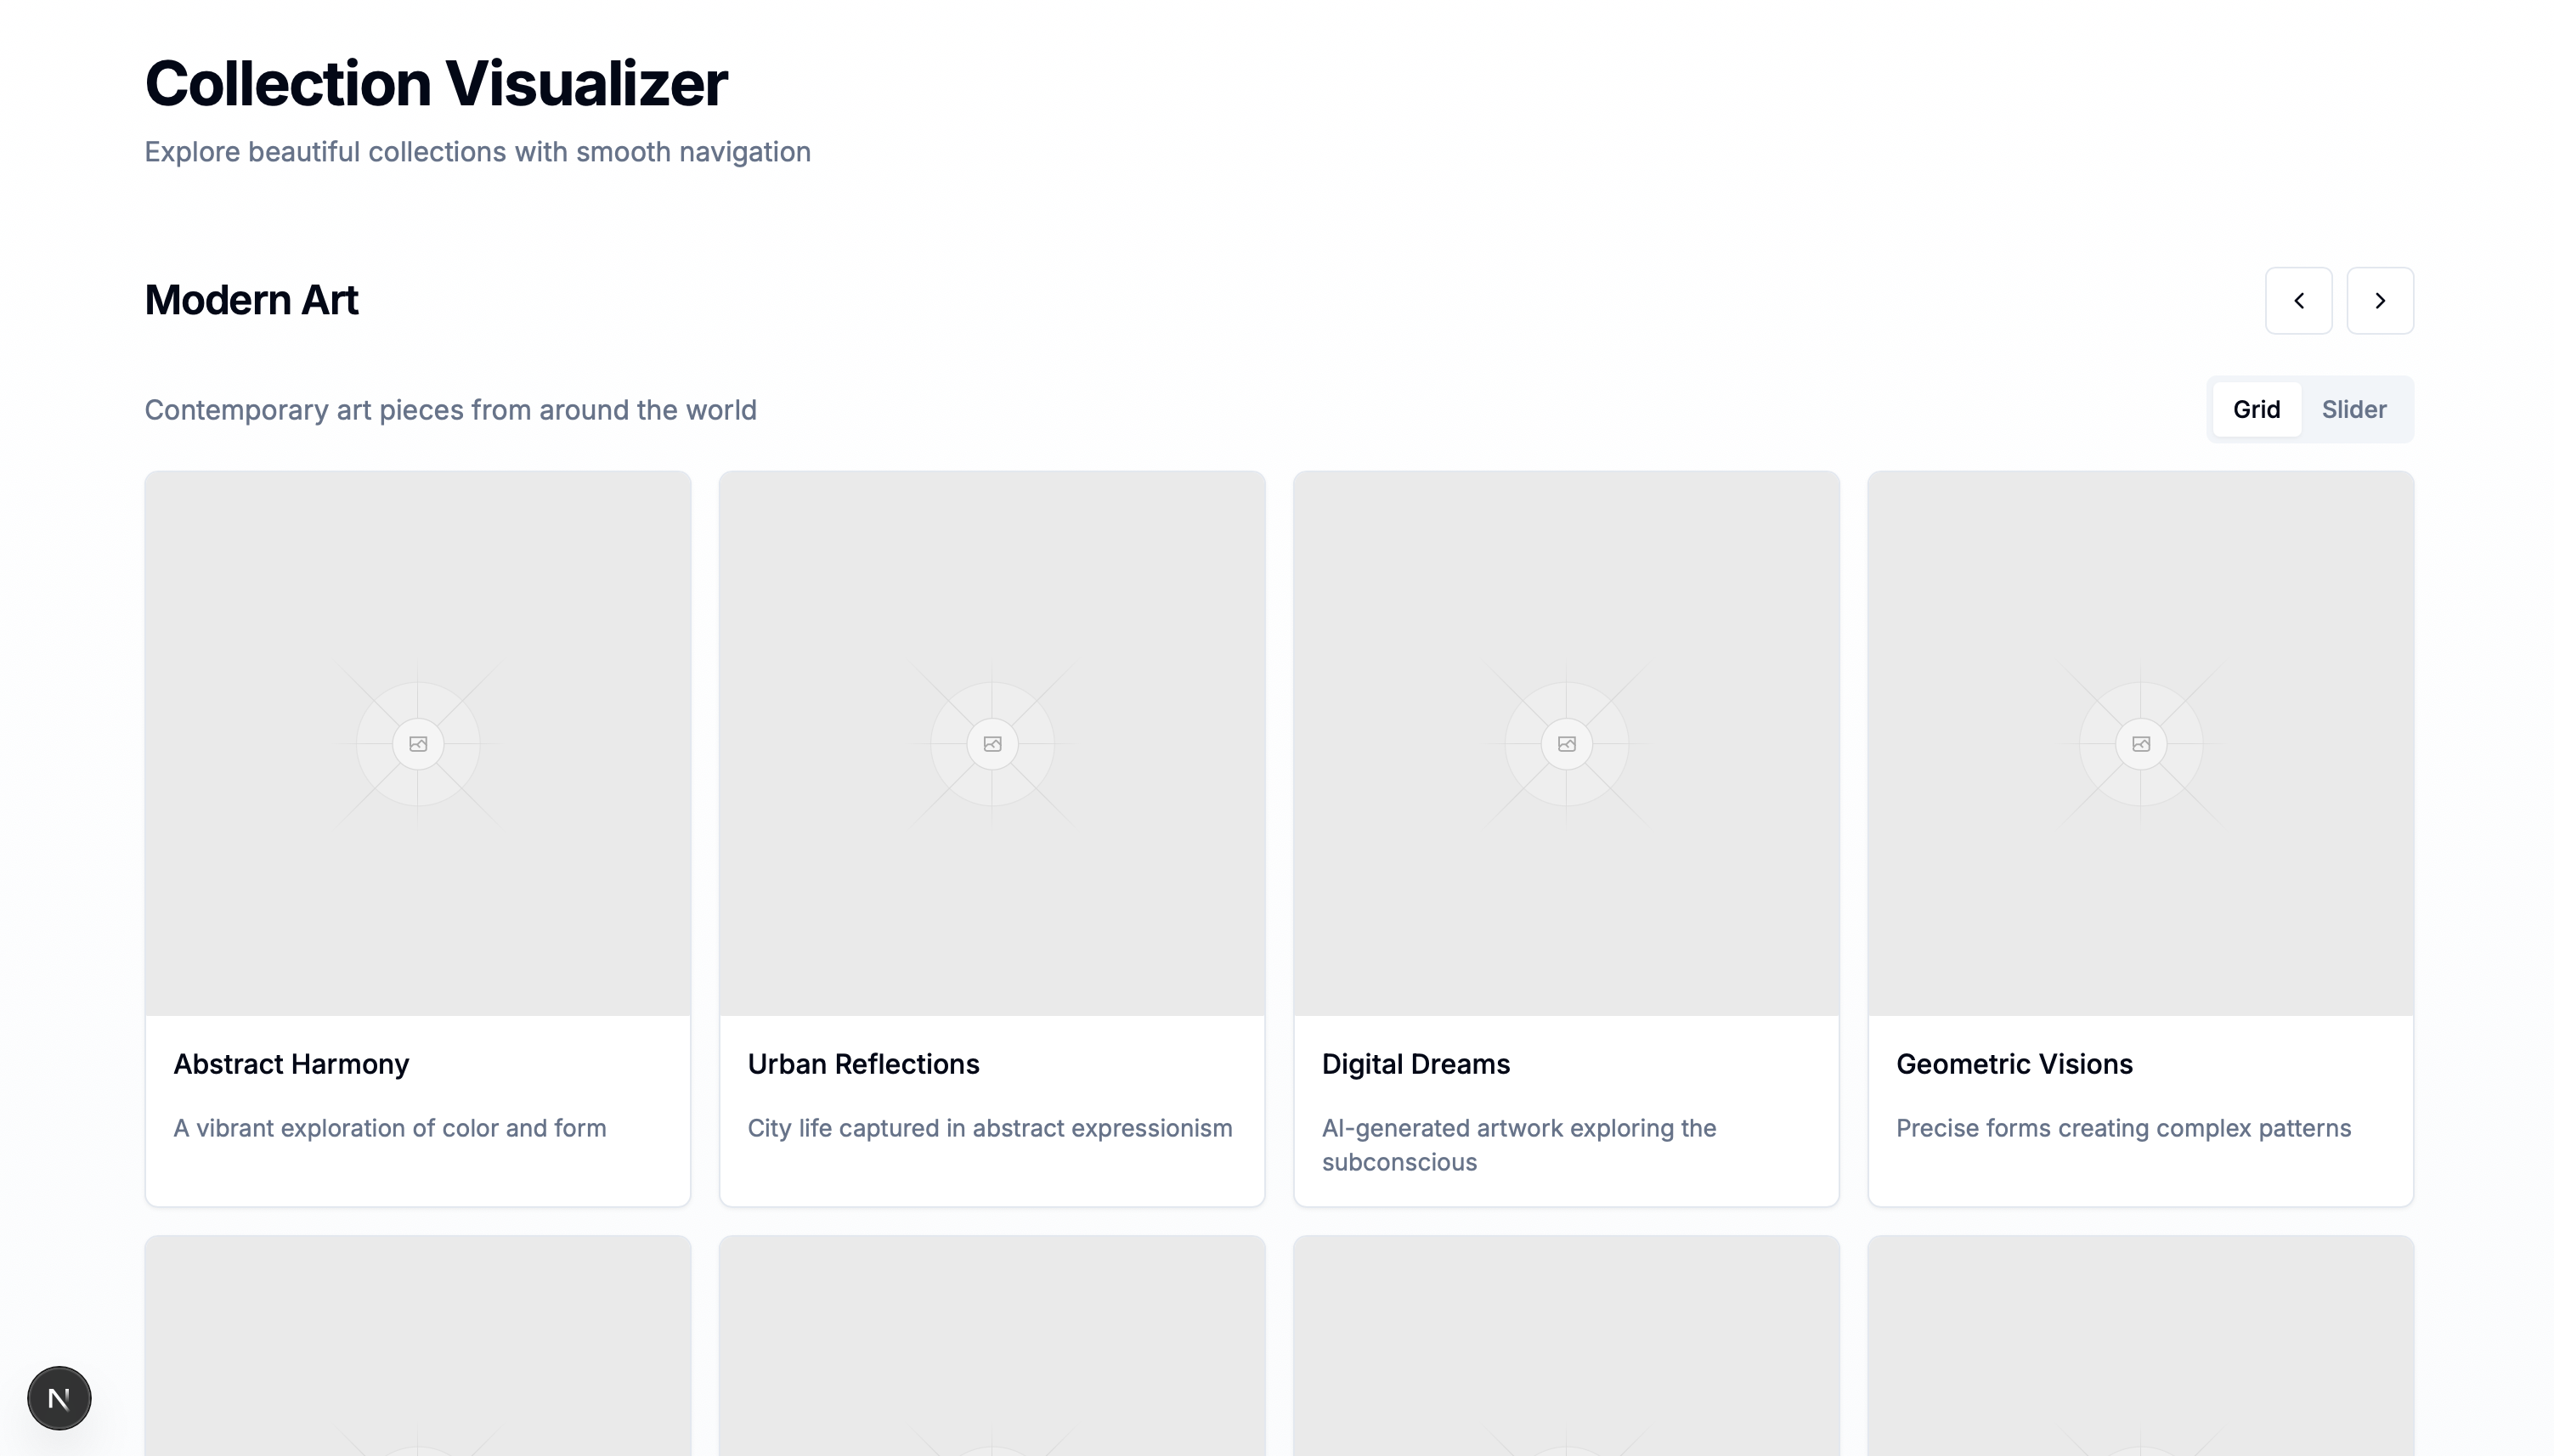 Collection Visualizer
Explore beautiful collections with smooth navigation
Modern Art
Contemporary art pieces from around the world
Grid
Slider
Abstract Harmony
A vibrant exploration of color and form
Urban Reflections
City life captured in abstract expressionism
Digital Dreams
AI-generated artwork exploring the
subconscious
Geometric Visions
Precise forms creating complex patterns
N